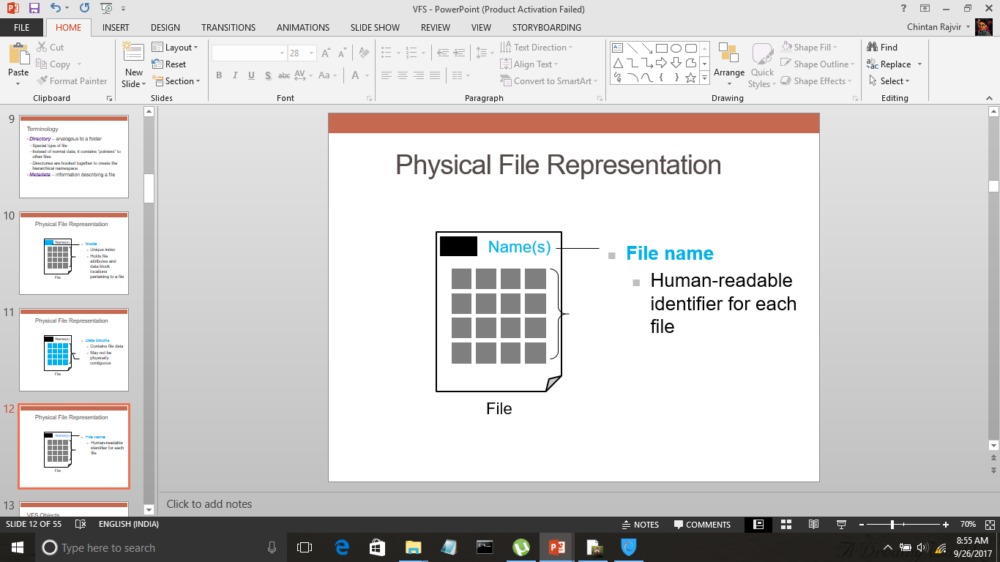 VFS - PowerPoint (Product Activation Failed)
FILE HOME INSERT DESIGN TRANSITIONS ANIMATIONS SLIDE SHOW REVIEW VIEW STORYBOARDING
Chintan Rajvir
Paste
Cut
Copy
Format Painter
Clipboard
New
Slide
Layout
Reset
Section
Slides
28
B I U S abc AV Aa A
Font
Text Direction
Align Text
Convert to SmartArt
Paragraph
Arrange
Quick
Styles
Shape Fill
Shape Outline
Shape Effects
Drawing
Find
Replace
Select
Editing
9
Terminology
Directory – analogous to a folder
Special type of file
Instead of normal data, it contains "pointers" to
other files
Directories are hooked together to create the
hierarchical namespace
Metadata – information describing a file
10
Physical File Representation
Name(s)
Inode
Unique index
Holds file
attributes and
data block
locations
pertaining to a file
File
11
Physical File Representation
Name(s)
Data blocks
Contains file data
May not be
physically
contiguous
File
12
Physical File Representation
Name(s)
File name
Human-readable
identifier for each
file
File
13
VFS Objects
Physical File Representation
Name(s)
File name
Human-readable
identifier for each
file
File
Click to add notes
SLIDE 12 OF 55 ENGLISH (INDIA) NOTES COMMENTS 70%
Type here to search
8:55 AM
9/26/2017